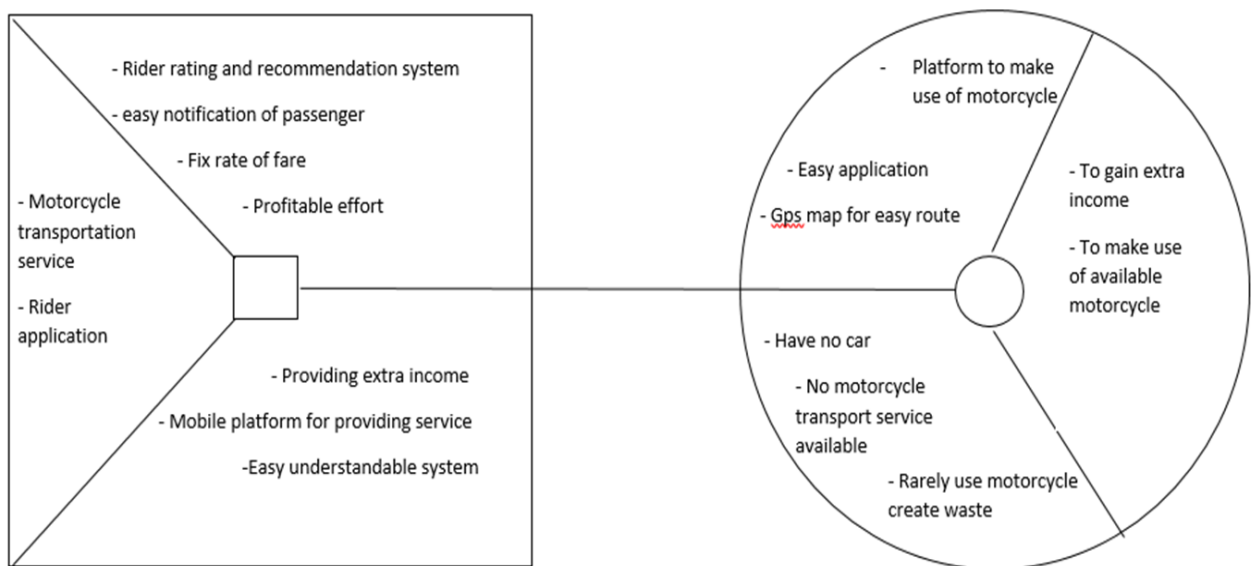 - Rider rating and recommendation system
- easy notification of passenger
- Fix rate of fare
- Profitable effort
- Motorcycle
transportation
service
- Rider
application
- Providing extra income
- Mobile platform for providing service
-Easy understandable system
- Platform to make
use of motorcycle
- Easy application
- Gps map for easy route
- To gain extra
income
- To make use
of available
motorcycle
- Have no car
- No motorcycle
transport service
available
- Rarely use motorcycle
create waste